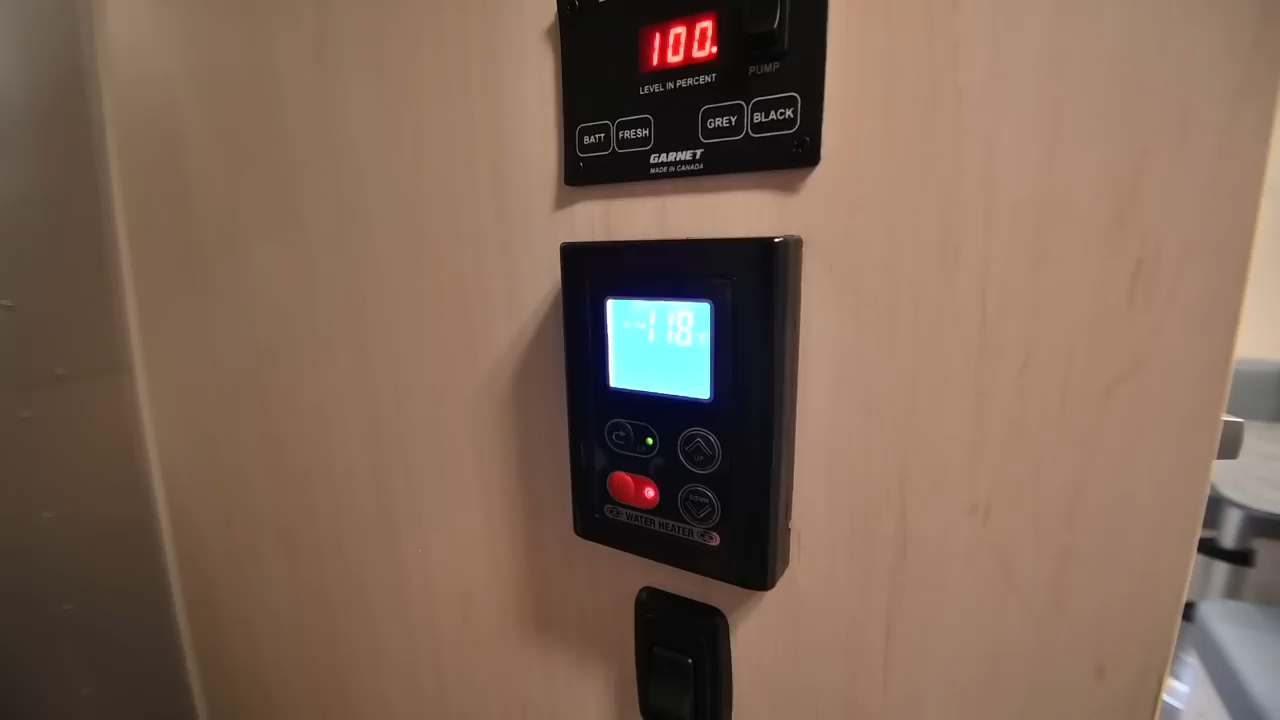 100.
LEVEL IN PERCENT
PUMP
BATT FRESH GREY BLACK
GARNET
MADE IN CANADA
118
UP
DOWN
WATER HEATER